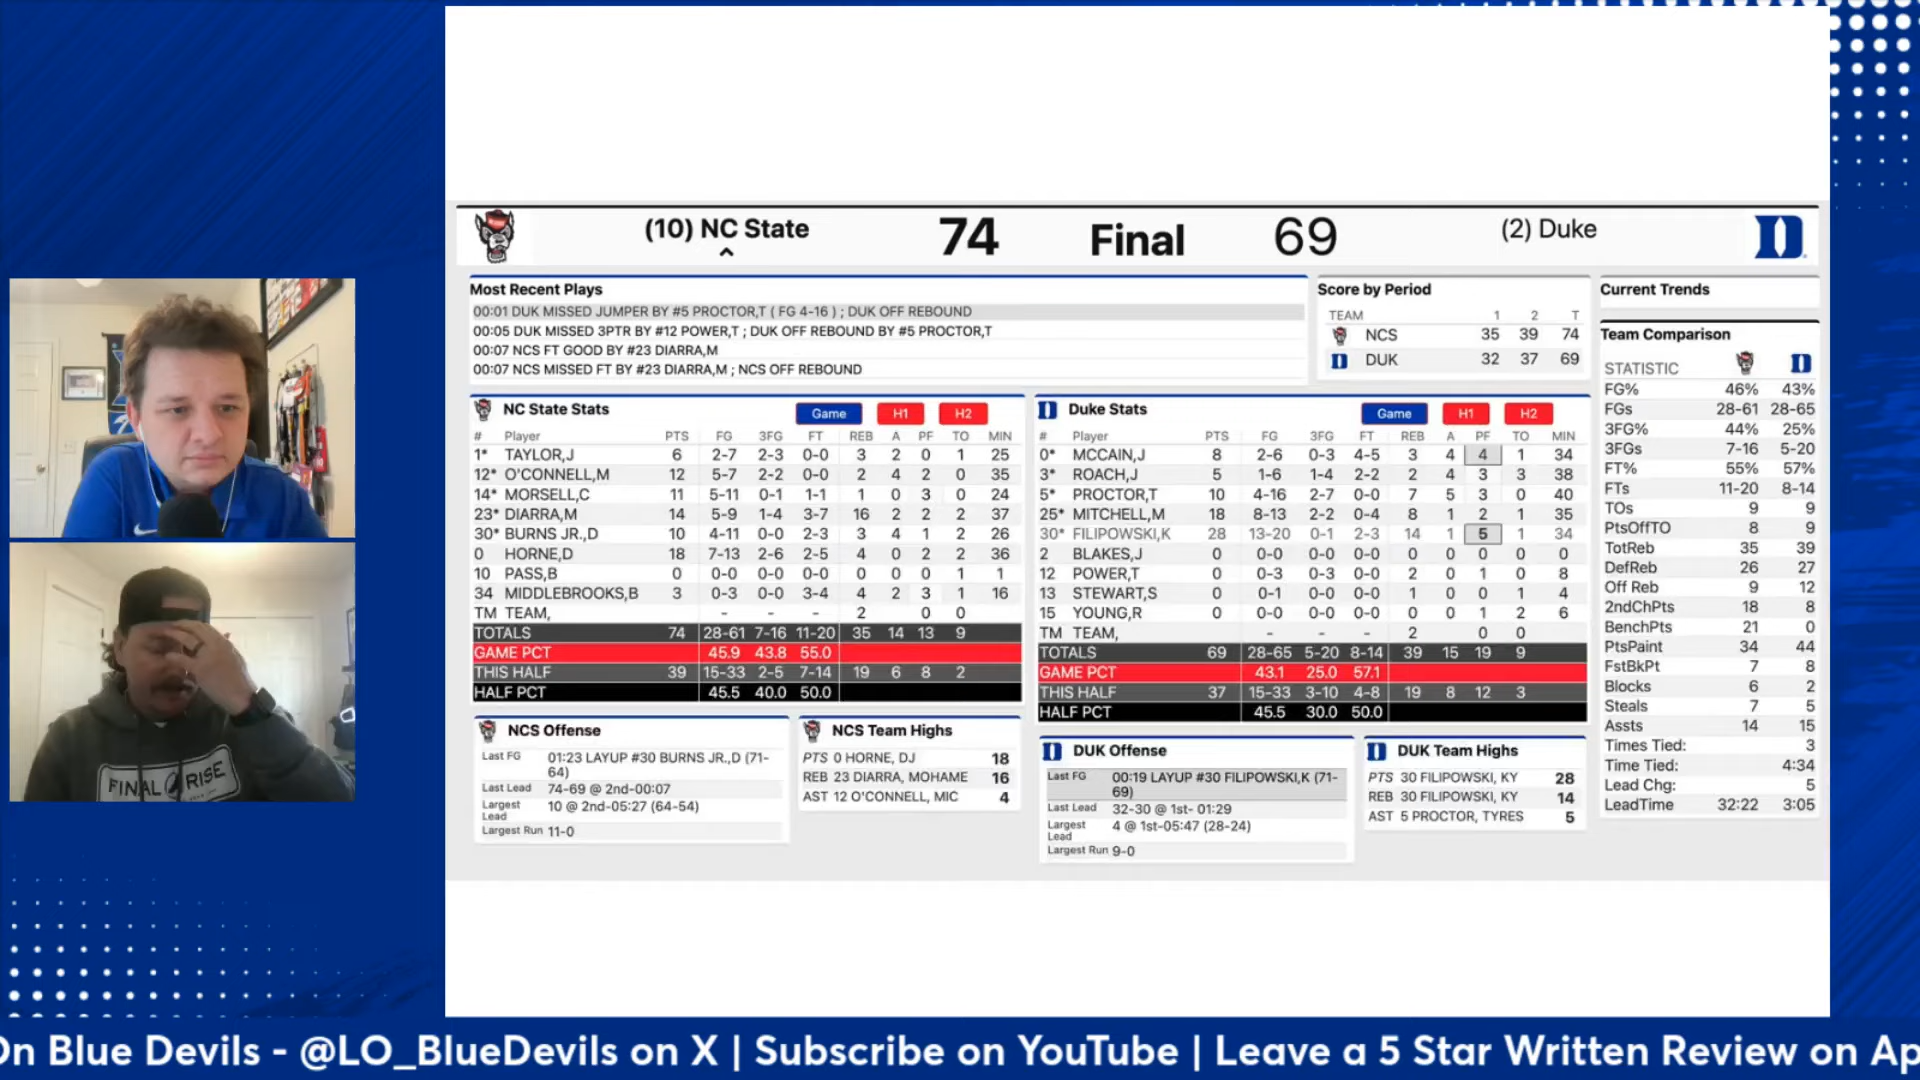 (10) NC State 74 Final 69 (2) Duke
Most Recent Plays
00:01 DUK MISSED JUMPER BY #5 PROCTOR,T ( FG 4-16 ) ; DUK OFF REBOUND
00:05 DUK MISSED 3PTR BY #12 POWER,T ; DUK OFF REBOUND BY #5 PROCTOR,T
00:07 NCS FT GOOD BY #23 DIARRA,M
00:07 NCS MISSED FT BY #23 DIARRA,M ; NCS OFF REBOUND
Score by Period
TEAM 1 2 T
NCS 35 39 74
DUK 32 37 69
Current Trends
NC State Stats Game H1 H2
# Player PTS FG 3FG FT REB A PF TO MIN
1* TAYLOR,J 6 2-7 2-3 0-0 3 2 0 1 25
12* O'CONNELL,M 12 5-7 2-2 0-0 2 4 2 0 35
14* MORSELL,C 11 5-11 0-1 1-1 1 0 3 0 24
23* DIARRA,M 14 5-9 1-4 3-7 16 2 2 2 37
30* BURNS JR.,D 10 4-11 0-0 2-3 3 4 1 2 26
0 HORNE,D 18 7-13 2-6 2-5 4 0 2 2 36
10 PASS,B 0 0-0 0-0 0-0 0 0 0 1 1
34 MIDDLEBROOKS,B 3 0-3 0-0 3-4 4 2 3 1 16
TM TEAM, - - - 2 0 0
TOTALS 74 28-61 7-16 11-20 35 14 13 9
GAME PCT 45.9 43.8 55.0
THIS HALF 39 15-33 2-5 7-14 19 6 8 2
HALF PCT 45.5 40.0 50.0
Duke Stats Game H1 H2
# Player PTS FG 3FG FT REB A PF TO MIN
0* MCCAIN,J 8 2-6 0-3 4-5 3 4 4 1 34
3* ROACH,J 5 1-6 1-4 2-2 2 4 3 3 38
5* PROCTOR,T 10 4-16 2-7 0-0 7 5 3 0 40
25* MITCHELL,M 18 8-13 2-2 0-4 8 1 2 1 35
30* FILIPOWSKI,K 28 13-20 0-1 2-3 14 1 5 1 34
2 BLAKES,J 0 0-0 0-0 0-0 0 0 0 0 0
12 POWER,T 0 0-3 0-3 0-0 2 0 1 0 8
13 STEWART,S 0 0-1 0-0 0-0 1 0 0 1 4
15 YOUNG,R 0 0-0 0-0 0-0 0 0 1 2 6
TM TEAM, - - - 2 0 0
TOTALS 69 28-65 5-20 8-14 39 15 19 9
GAME PCT 43.1 25.0 57.1
THIS HALF 37 15-33 3-10 4-8 19 8 12 3
HALF PCT 45.5 30.0 50.0
Team Comparison
STATISTIC
FG% 46% 43%
FGs 28-61 28-65
3FG% 44% 25%
3FGs 7-16 5-20
FT% 55% 57%
FTs 11-20 8-14
TOs 9 9
PtsOffTO 8 9
TotReb 35 39
DefReb 26 27
Off Reb 9 12
2ndChPts 18 8
BenchPts 21 0
PtsPaint 34 44
FstBkPt 7 8
Blocks 6 2
Steals 7 5
Assts 14 15
Times Tied: 3
Time Tied: 4:34
Lead Chg: 5
LeadTime 32:22 3:05
NCS Offense
Last FG 01:23 LAYUP #30 BURNS JR.,D (71-
64)
Last Lead 74-69 @ 2nd-00:07
Largest Lead 10 @ 2nd-05:27 (64-54)
Largest Run 11-0
NCS Team Highs
PTS 0 HORNE, DJ 18
REB 23 DIARRA, MOHAME 16
AST 12 O'CONNELL, MIC 4
DUK Offense
Last FG 00:19 LAYUP #30 FILIPOWSKI,K (71-
69)
Last Lead 32-30 @ 1st- 01:29
Largest Lead 4 @ 1st-05:47 (28-24)
Largest Run 9-0
DUK Team Highs
PTS 30 FILIPOWSKI, KY 28
REB 30 FILIPOWSKI, KY 14
AST 5 PROCTOR, TYRES 5
FINAL RISE
On Blue Devils - @LO_BlueDevils on X | Subscribe on YouTube | Leave a 5 Star Written Review on Ap